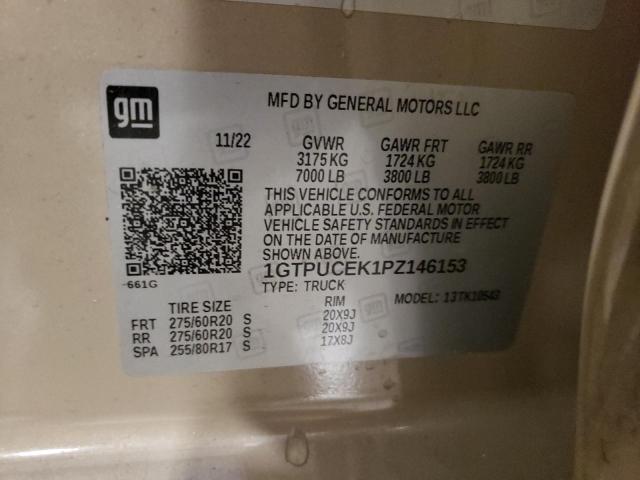 gm
MFD BY GENERAL MOTORS LLC
11/22 GVWR GAWR FRT GAWR RR
3175 KG 1724 KG 1724 KG
7000 LB 3800 LB 3800 LB
THIS VEHICLE CONFORMS TO ALL
APPLICABLE U.S. FEDERAL MOTOR
VEHICLE SAFETY STANDARDS IN EFFECT
ON THE DATE OF MANUFACTURE
SHOWN ABOVE.
661G
1GTPUCEK1PZ146153
TYPE: TRUCK MODEL: 13TK10543
TIRE SIZE RIM
FRT 275/60R20 S 20X9J
RR 275/60R20 S 20X9J
SPA 255/80R17 S 17X8J